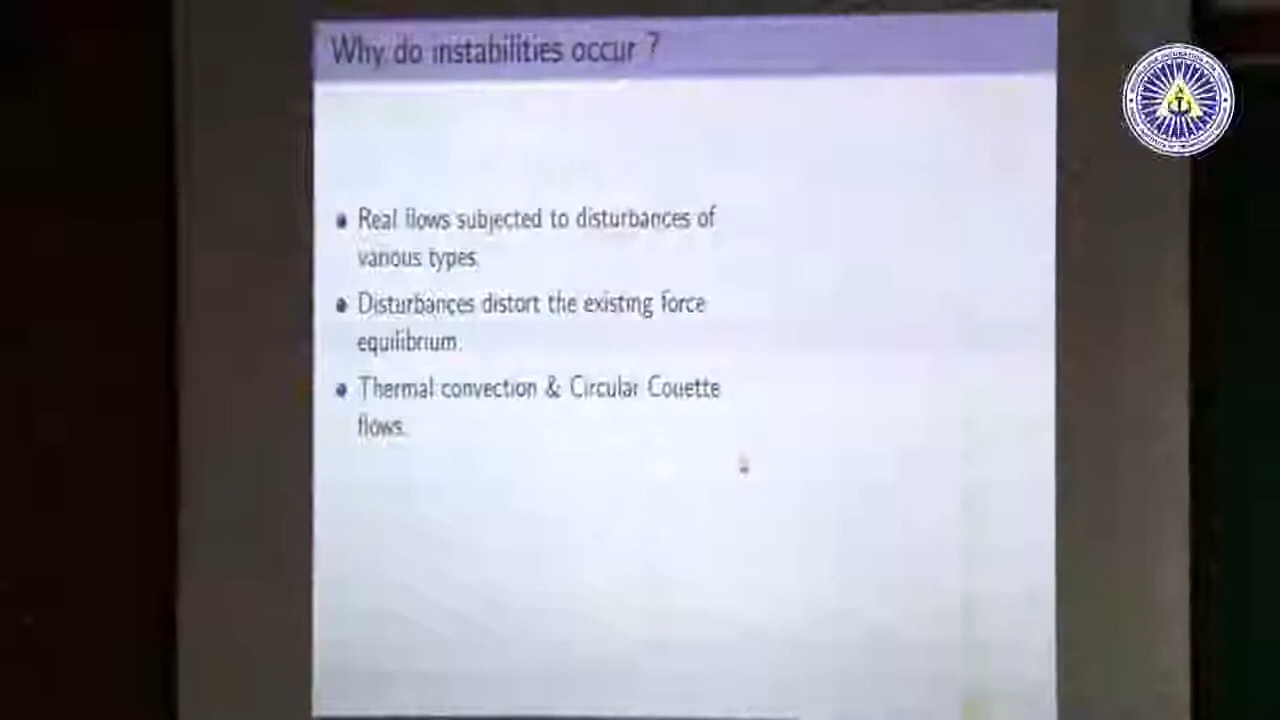 Why do instabilities occur ?
Real flows subjected to disturbances of
various types.
Disturbances distort the existing force
equilibrium.
Thermal convection & Circular Couette
flows.